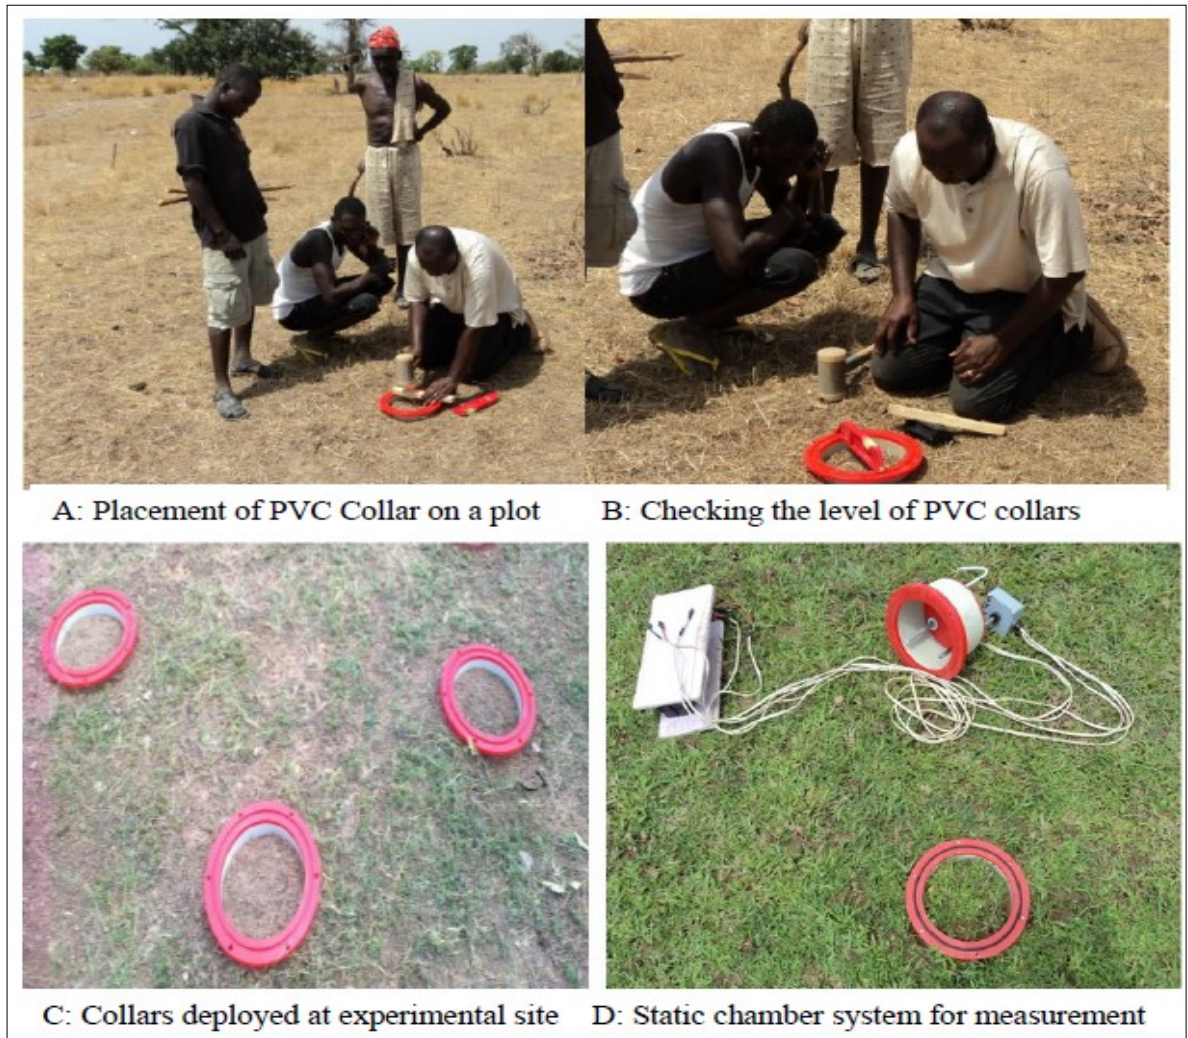 A: Placement of PVC Collar on a plot
B: Checking the level of PVC collars
C: Collars deployed at experimental site
D: Static chamber system for measurement